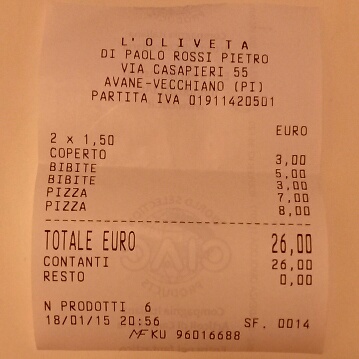 L'OLIVETA
DI PAOLO ROSSI PIETRO
VIA CASAPIERI 55
AVANE-VECCHIANO (PI)
PARTITA IVA 01911420501
EURO
2 x 1,50
COPERTO 3,00
BIBITE 5,00
BIBITE 3,00
PIZZA 7,00
PIZZA 8,00
TOTALE EURO 26,00
CONTANTI 26,00
RESTO 0,00
N PRODOTTI 6
18/01/15 20:56 SF. 0014
MF KU 96016688